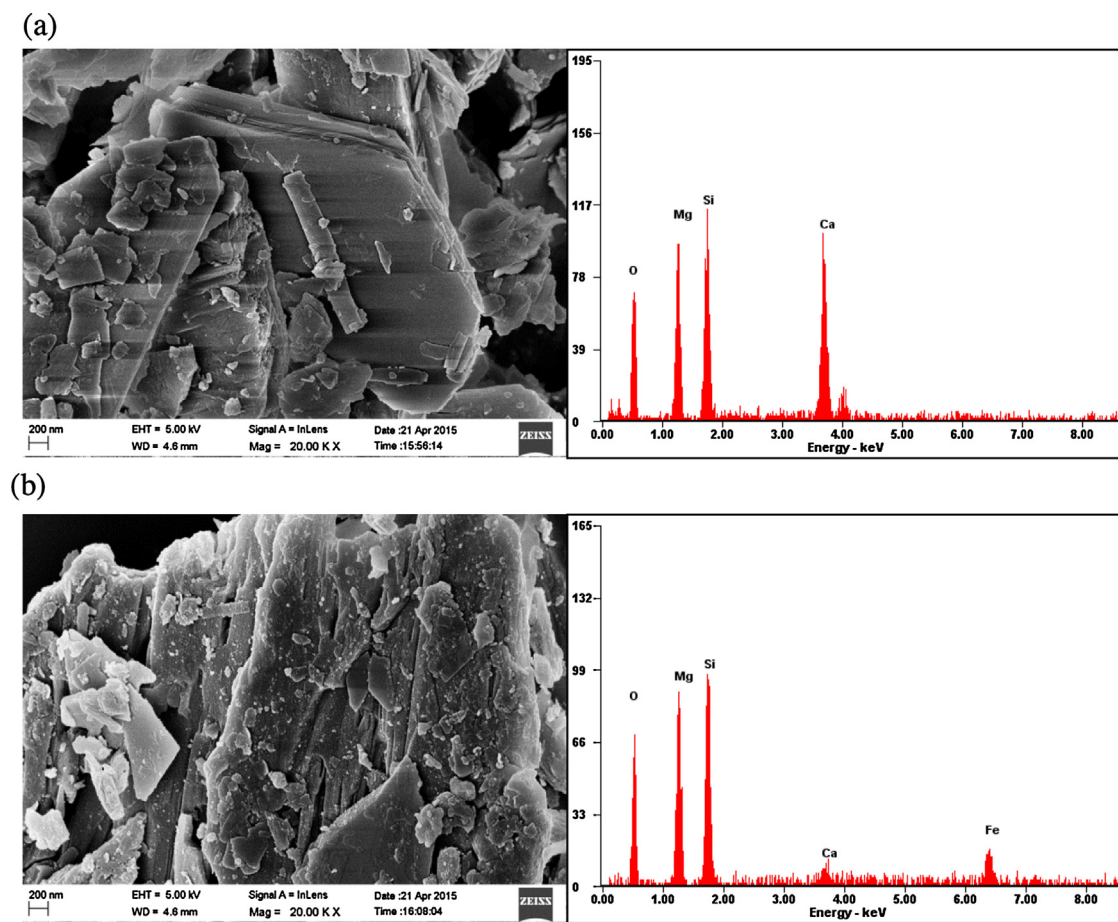 (a)
195
156
117
78
39
0
O
Mg
Si
Ca
0.00 1.00 2.00 3.00 4.00 5.00 6.00 7.00 8.00
Energy - keV
200 nm EHT = 5.00 kV Signal A = InLens Date :21 Apr 2015
WD = 4.6 mm Mag = 20.00 K X Time :15:56:14
ZEISS
(b)
165
132
99
66
33
0
O
Mg
Si
Ca
Fe
0.00 1.00 2.00 3.00 4.00 5.00 6.00 7.00 8.00
Energy - keV
200 nm EHT = 5.00 kV Signal A = InLens Date :21 Apr 2015
WD = 4.6 mm Mag = 20.00 K X Time :16:08:04
ZEISS